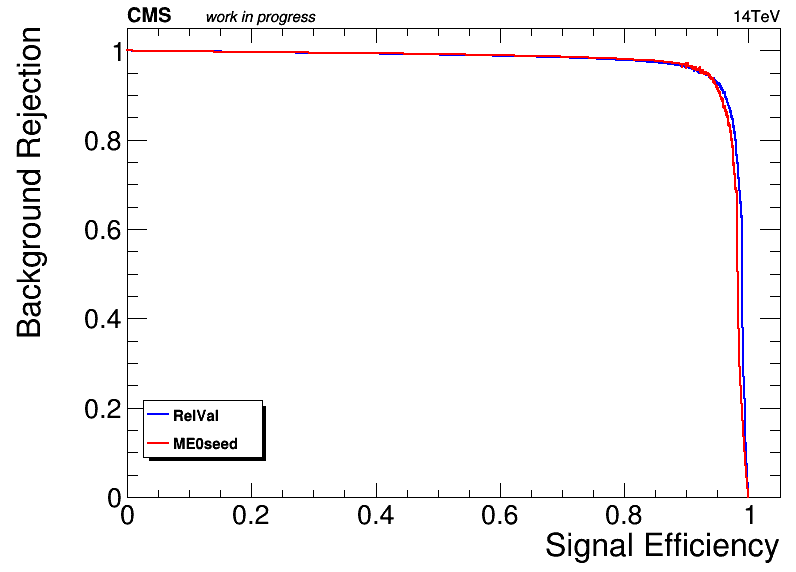 CMS work in progress 14TeV
Background Rejection
1
0.8
0.6
0.4
0.2
0
RelVal
ME0seed
0 0.2 0.4 0.6 0.8 1
Signal Efficiency